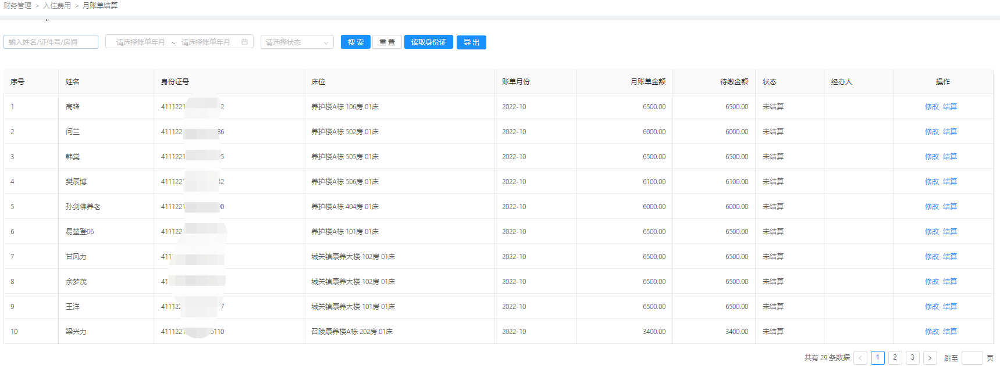 财务管理 > 入住费用 > 月账单结算
输入姓名/证件号/房间 请选择账单年月 ~ 请选择账单年月 请选择状态 搜 索 重 置 读取身份证 导 出
序号 姓名 身份证号 床位 账单月份 月账单金额 待缴金额 状态 经办人 操作
1 高锋 4111221 2 养护楼A栋 106房 01床 2022-10 6500.00 6500.00 未结算 修改 结算
2 问兰 411122 86 养护楼A栋 502房 01床 2022-10 6000.00 6000.00 未结算 修改 结算
3 韩棠 4111221 5 养护楼A栋 505房 01床 2022-10 6500.00 6500.00 未结算 修改 结算
4 樊辰博 411122 32 养护楼A栋 506房 01床 2022-10 6100.00 6100.00 未结算 修改 结算
5 孙剑佛养老 4111221 00 养护楼A栋 404房 01床 2022-10 6000.00 6000.00 未结算 修改 结算
6 易堃登06 411122 养护楼A栋 101房 01床 2022-10 6500.00 6500.00 未结算 修改 结算
7 甘风力 411 城关镇康养大楼 102房 01床 2022-10 6500.00 6500.00 未结算 修改 结算
8 余梦茂 41 城关镇康养大楼 102房 01床 2022-10 6500.00 6500.00 未结算 修改 结算
9 王洋 41112 7 城关镇康养大楼 101房 01床 2022-10 6500.00 6500.00 未结算 修改 结算
10 梁兴力 411122 110 召陵康养楼A栋 202房 01床 2022-10 3400.00 3400.00 未结算 修改 结算
共有 29 条数据 < 1 2 3 > 跳至 页